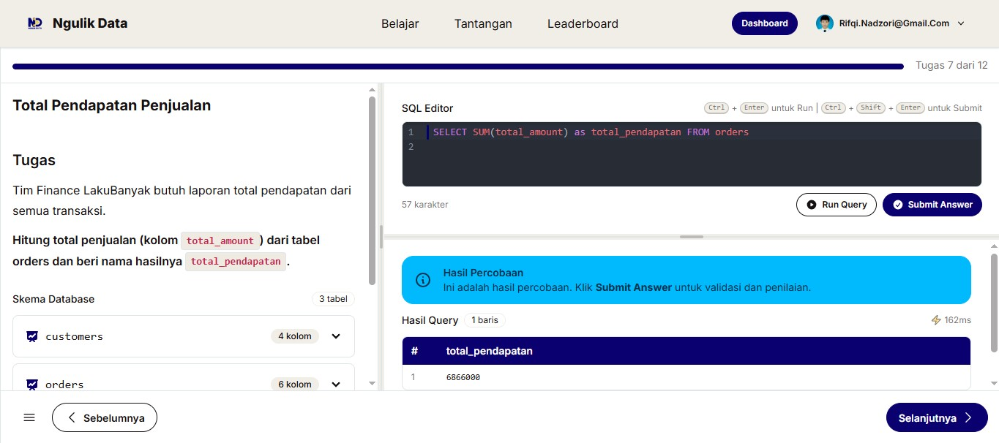 Ngulik Data
Belajar
Tantangan
Leaderboard
Dashboard
Rifqi.Nadzori@Gmail.Com
Tugas 7 dari 12
Total Pendapatan Penjualan
Tugas
Tim Finance LakuBanyak butuh laporan total pendapatan dari
semua transaksi.
Hitung total penjualan (kolom total_amount ) dari tabel
orders dan beri nama hasilnya total_pendapatan .
Skema Database
3 tabel
customers
4 kolom
orders
6 kolom
SQL Editor
Ctrl + Enter untuk Run | Ctrl + Shift + Enter untuk Submit
1 SELECT SUM(total_amount) as total_pendapatan FROM orders
2
57 karakter
Run Query
Submit Answer
Hasil Percobaan
Ini adalah hasil percobaan. Klik Submit Answer untuk validasi dan penilaian.
Hasil Query
1 baris
162ms
# total_pendapatan
1 6866000
Sebelumnya
Selanjutnya